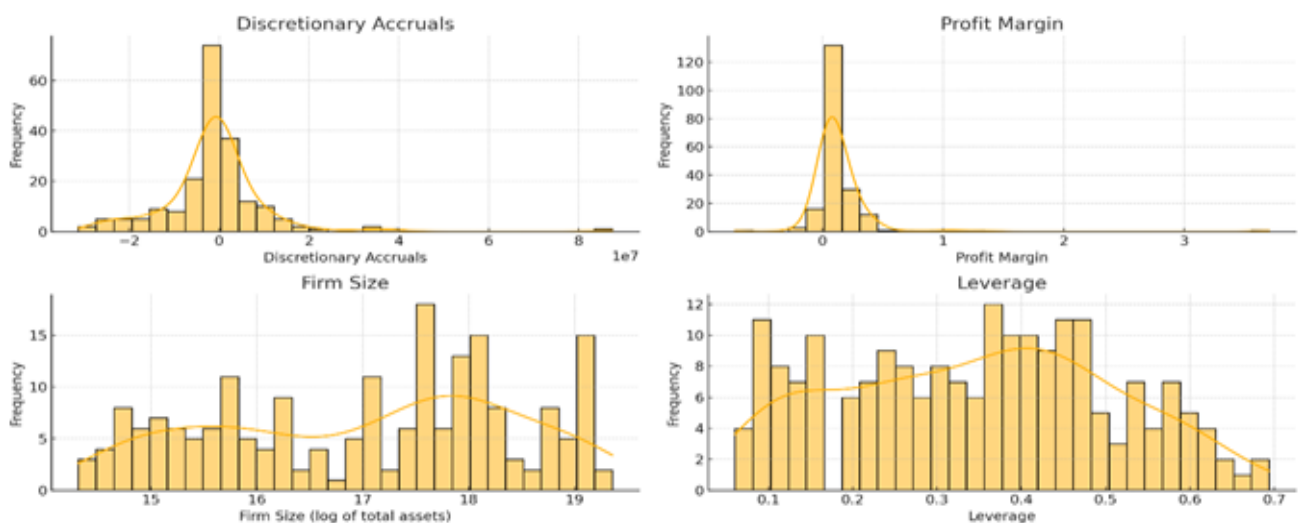 Discretionary Accruals
Frequency
60
40
20
0
−2 0 2 4 6 8
1e7
Discretionary Accruals
Profit Margin
Frequency
120
100
80
60
40
20
0
0 1 2 3
Profit Margin
Firm Size
Frequency
15
10
5
0
15 16 17 18 19
Firm Size (log of total assets)
Leverage
Frequency
12
10
8
6
4
2
0
0.1 0.2 0.3 0.4 0.5 0.6 0.7
Leverage